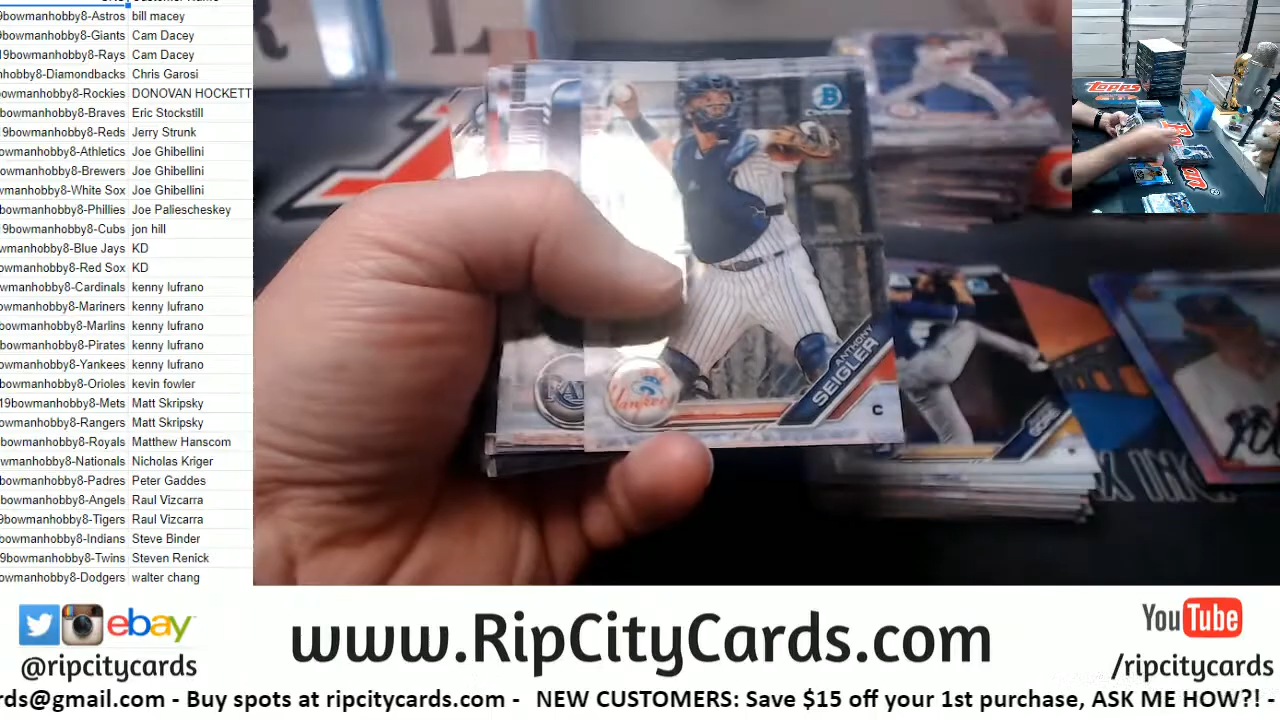 9bowmanhobby8-Astros bill macey
9bowmanhobby8-Giants Cam Dacey
19bowmanhobby8-Rays Cam Dacey
nhobby8-Diamondbacks Chris Garosi
owmanhobby8-Rockies DONOVAN HOCKETT
bowmanhobby8-Braves Eric Stockstill
9bowmanhobby8-Reds Jerry Strunk
owmanhobby8-Athletics Joe Ghibellini
owmanhobby8-Brewers Joe Ghibellini
wmanhobby8-White Sox Joe Ghibellini
owmanhobby8-Phillies Joe Paliescheskey
19bowmanhobby8-Cubs jon hill
owmanhobby8-Blue Jays KD
owmanhobby8-Red Sox KD
owmanhobby8-Cardinals kenny lufrano
owmanhobby8-Mariners kenny lufrano
bowmanhobby8-Marlins kenny lufrano
bowmanhobby8-Pirates kenny lufrano
owmanhobby8-Yankees kenny lufrano
bowmanhobby8-Orioles kevin fowler
19bowmanhobby8-Mets Matt Skripsky
owmanhobby8-Rangers Matt Skripsky
bowmanhobby8-Royals Matthew Hanscom
wmanhobby8-Nationals Nicholas Kriger
bowmanhobby8-Padres Peter Gaddes
bowmanhobby8-Angels Raul Vizcarra
9bowmanhobby8-Tigers Raul Vizcarra
bowmanhobby8-Indians Steve Binder
9bowmanhobby8-Twins Steven Renick
owmanhobby8-Dodgers walter chang
B
CHROME
ANTHONY
SEIGLER
C
Yankees
TOPPS
ebay
@ripcitycards
www.RipCityCards.com
YouTube
/ripcitycards
rds@gmail.com - Buy spots at ripcitycards.com - NEW CUSTOMERS: Save $15 off your 1st purchase, ASK ME HOW?! -